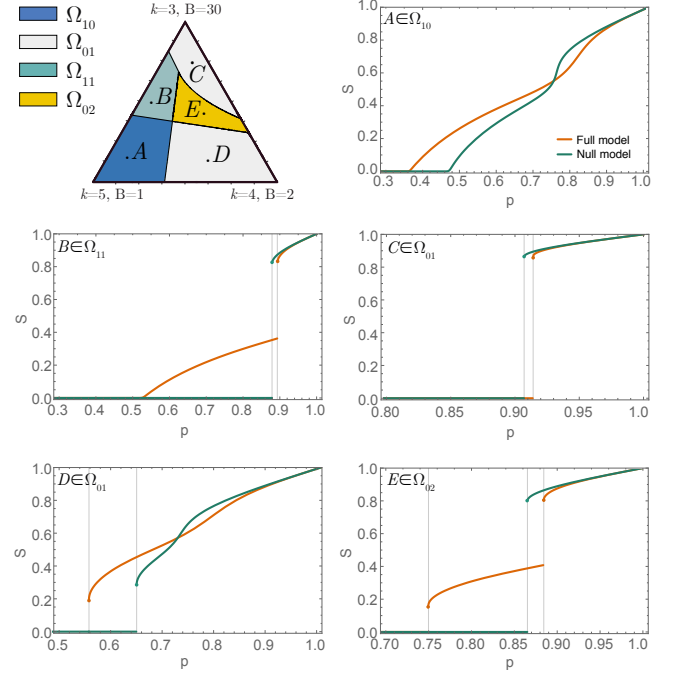 Ω10
Ω01
Ω11
Ω02
k=3, B=30
C
B
E
A
D
k=5, B=1
k=4, B=2
A∈Ω10
S
1.0
0.8
0.6
0.4
0.2
0.0
Full model
Null model
0.3 0.4 0.5 0.6 0.7 0.8 0.9 1.0
p
B∈Ω11
S
1.0
0.8
0.6
0.4
0.2
0.0
0.3 0.4 0.5 0.6 0.7 0.8 0.9 1.0
p
C∈Ω01
S
1.0
0.8
0.6
0.4
0.2
0.0
0.80 0.85 0.90 0.95 1.0
p
D∈Ω01
S
1.0
0.8
0.6
0.4
0.2
0.0
0.5 0.6 0.7 0.8 0.9 1.0
p
E∈Ω02
S
1.0
0.8
0.6
0.4
0.2
0.0
0.70 0.75 0.80 0.85 0.90 0.95 1.0
p